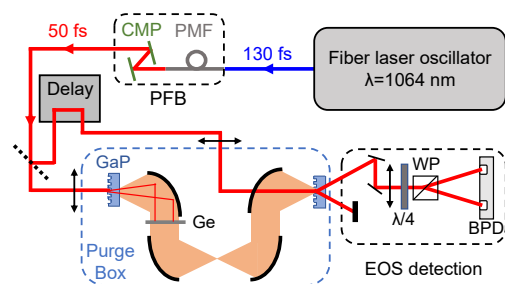 50 fs
CMP
PMF
PFB
130 fs
Fiber laser oscillator
λ=1064 nm
Delay
GaP
Ge
Purge
Box
WP
λ/4
BPD
EOS detection